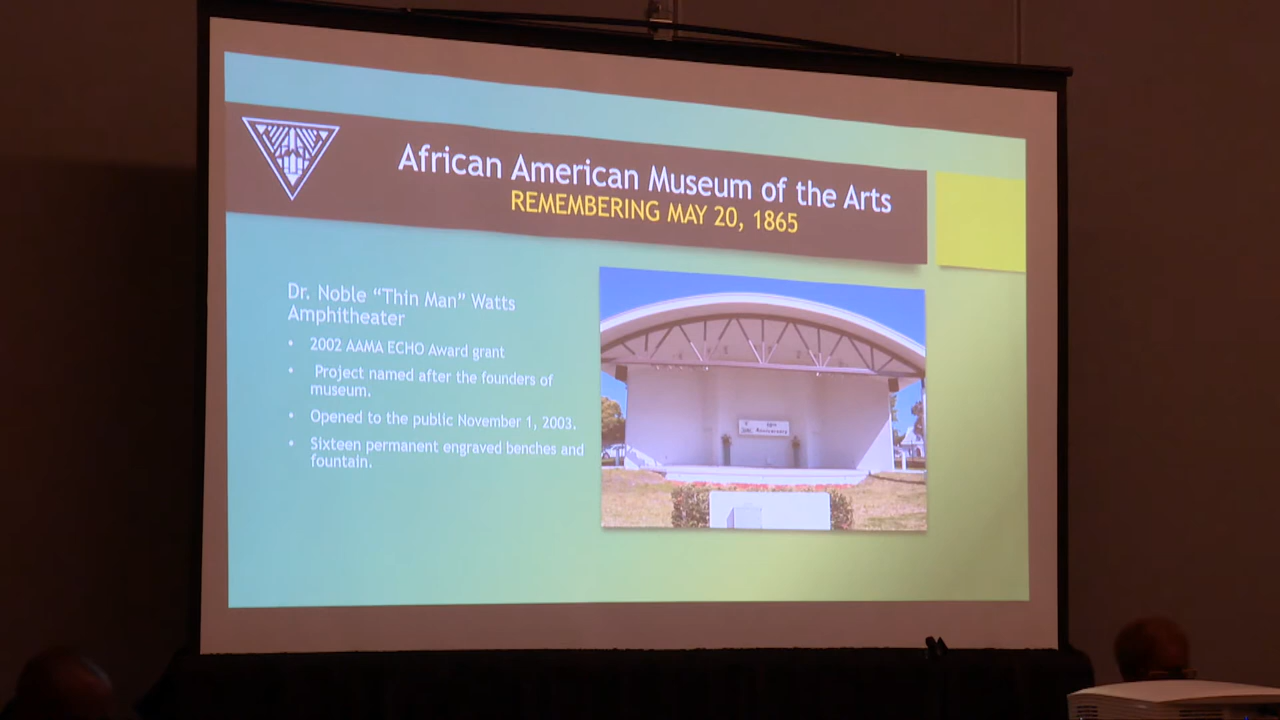 African American Museum of the Arts
REMEMBERING MAY 20, 1865
Dr. Noble “Thin Man” Watts
Amphitheater
• 2002 AAMA ECHO Award grant
• Project named after the founders of
museum.
• Opened to the public November 1, 2003.
• Sixteen permanent engraved benches and
fountain.
Anniversary